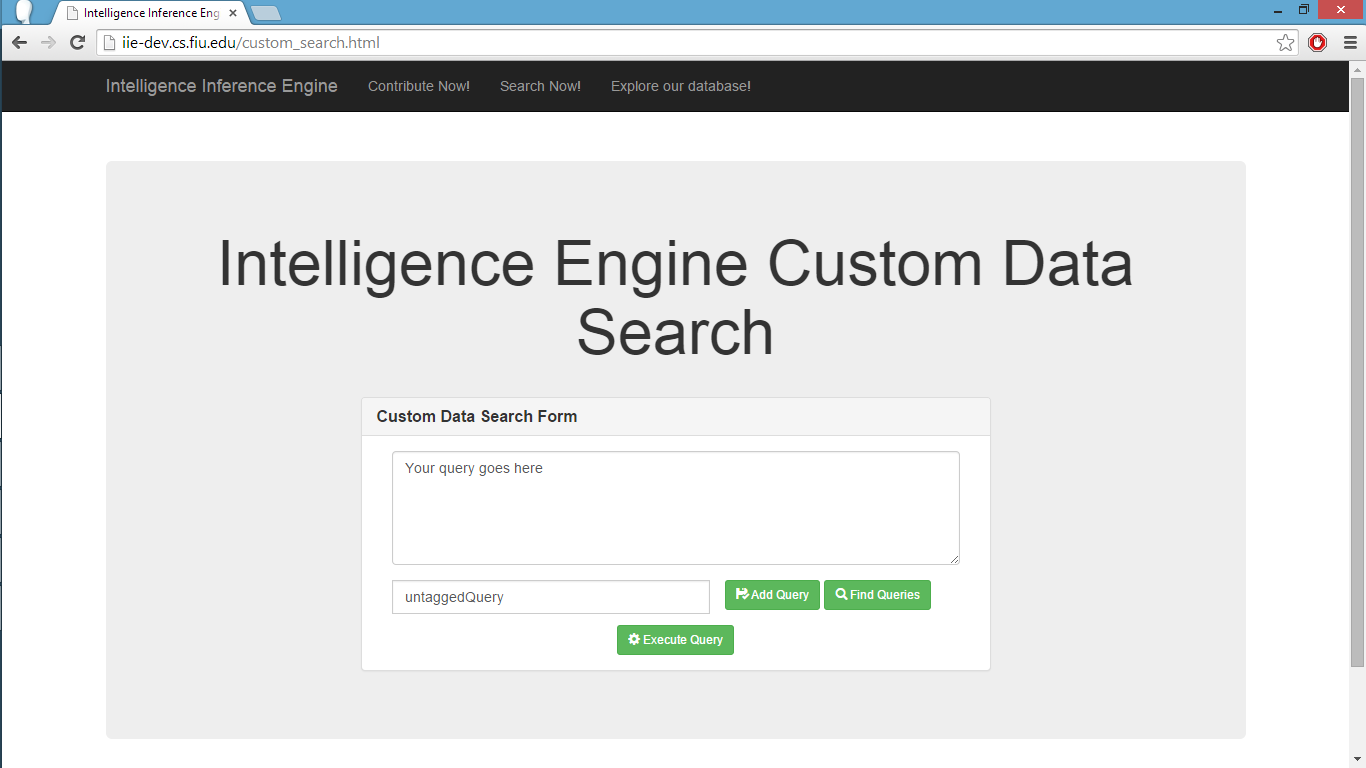 Intelligence Inference Eng
iie-dev.cs.fiu.edu/custom_search.html
Intelligence Inference Engine Contribute Now! Search Now! Explore our database!
Intelligence Engine Custom Data
Search
Custom Data Search Form
Your query goes here
untaggedQuery Add Query Find Queries
Execute Query